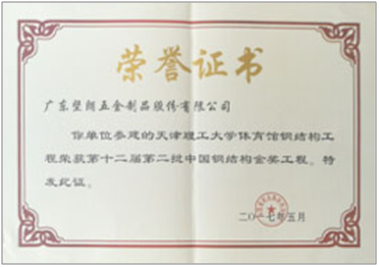 荣誉证书
广东坚朗五金制品股份有限公司
你单位参建的天津理工大学体育馆钢结构工
程荣获第十二届第二批中国钢结构金奖工程。特
发此证。
二〇一七年五月